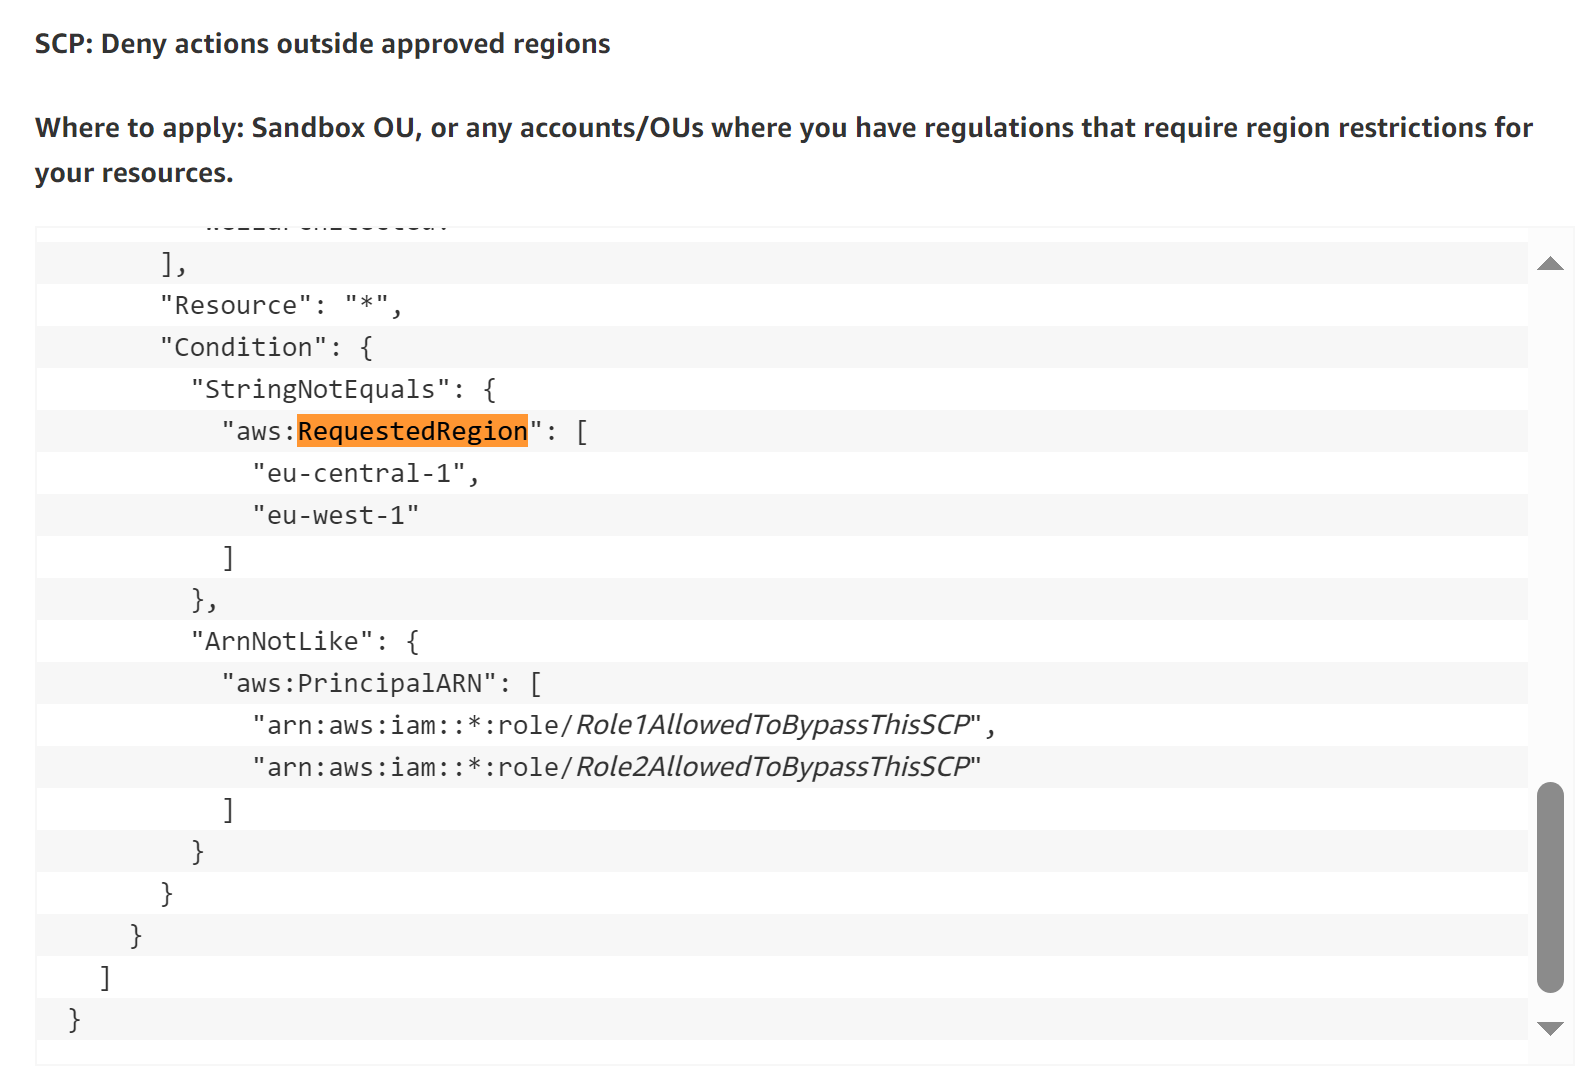 SCP: Deny actions outside approved regions
Where to apply: Sandbox OU, or any accounts/OUs where you have regulations that require region restrictions for
your resources.
],
"Resource": "*",
"Condition": {
"StringNotEquals": {
"aws:RequestedRegion": [
"eu-central-1",
"eu-west-1"
]
},
"ArnNotLike": {
"aws:PrincipalARN": [
"arn:aws:iam::*:role/Role1AllowedToBypassThisSCP",
"arn:aws:iam::*:role/Role2AllowedToBypassThisSCP"
]
}
}
}
]
}